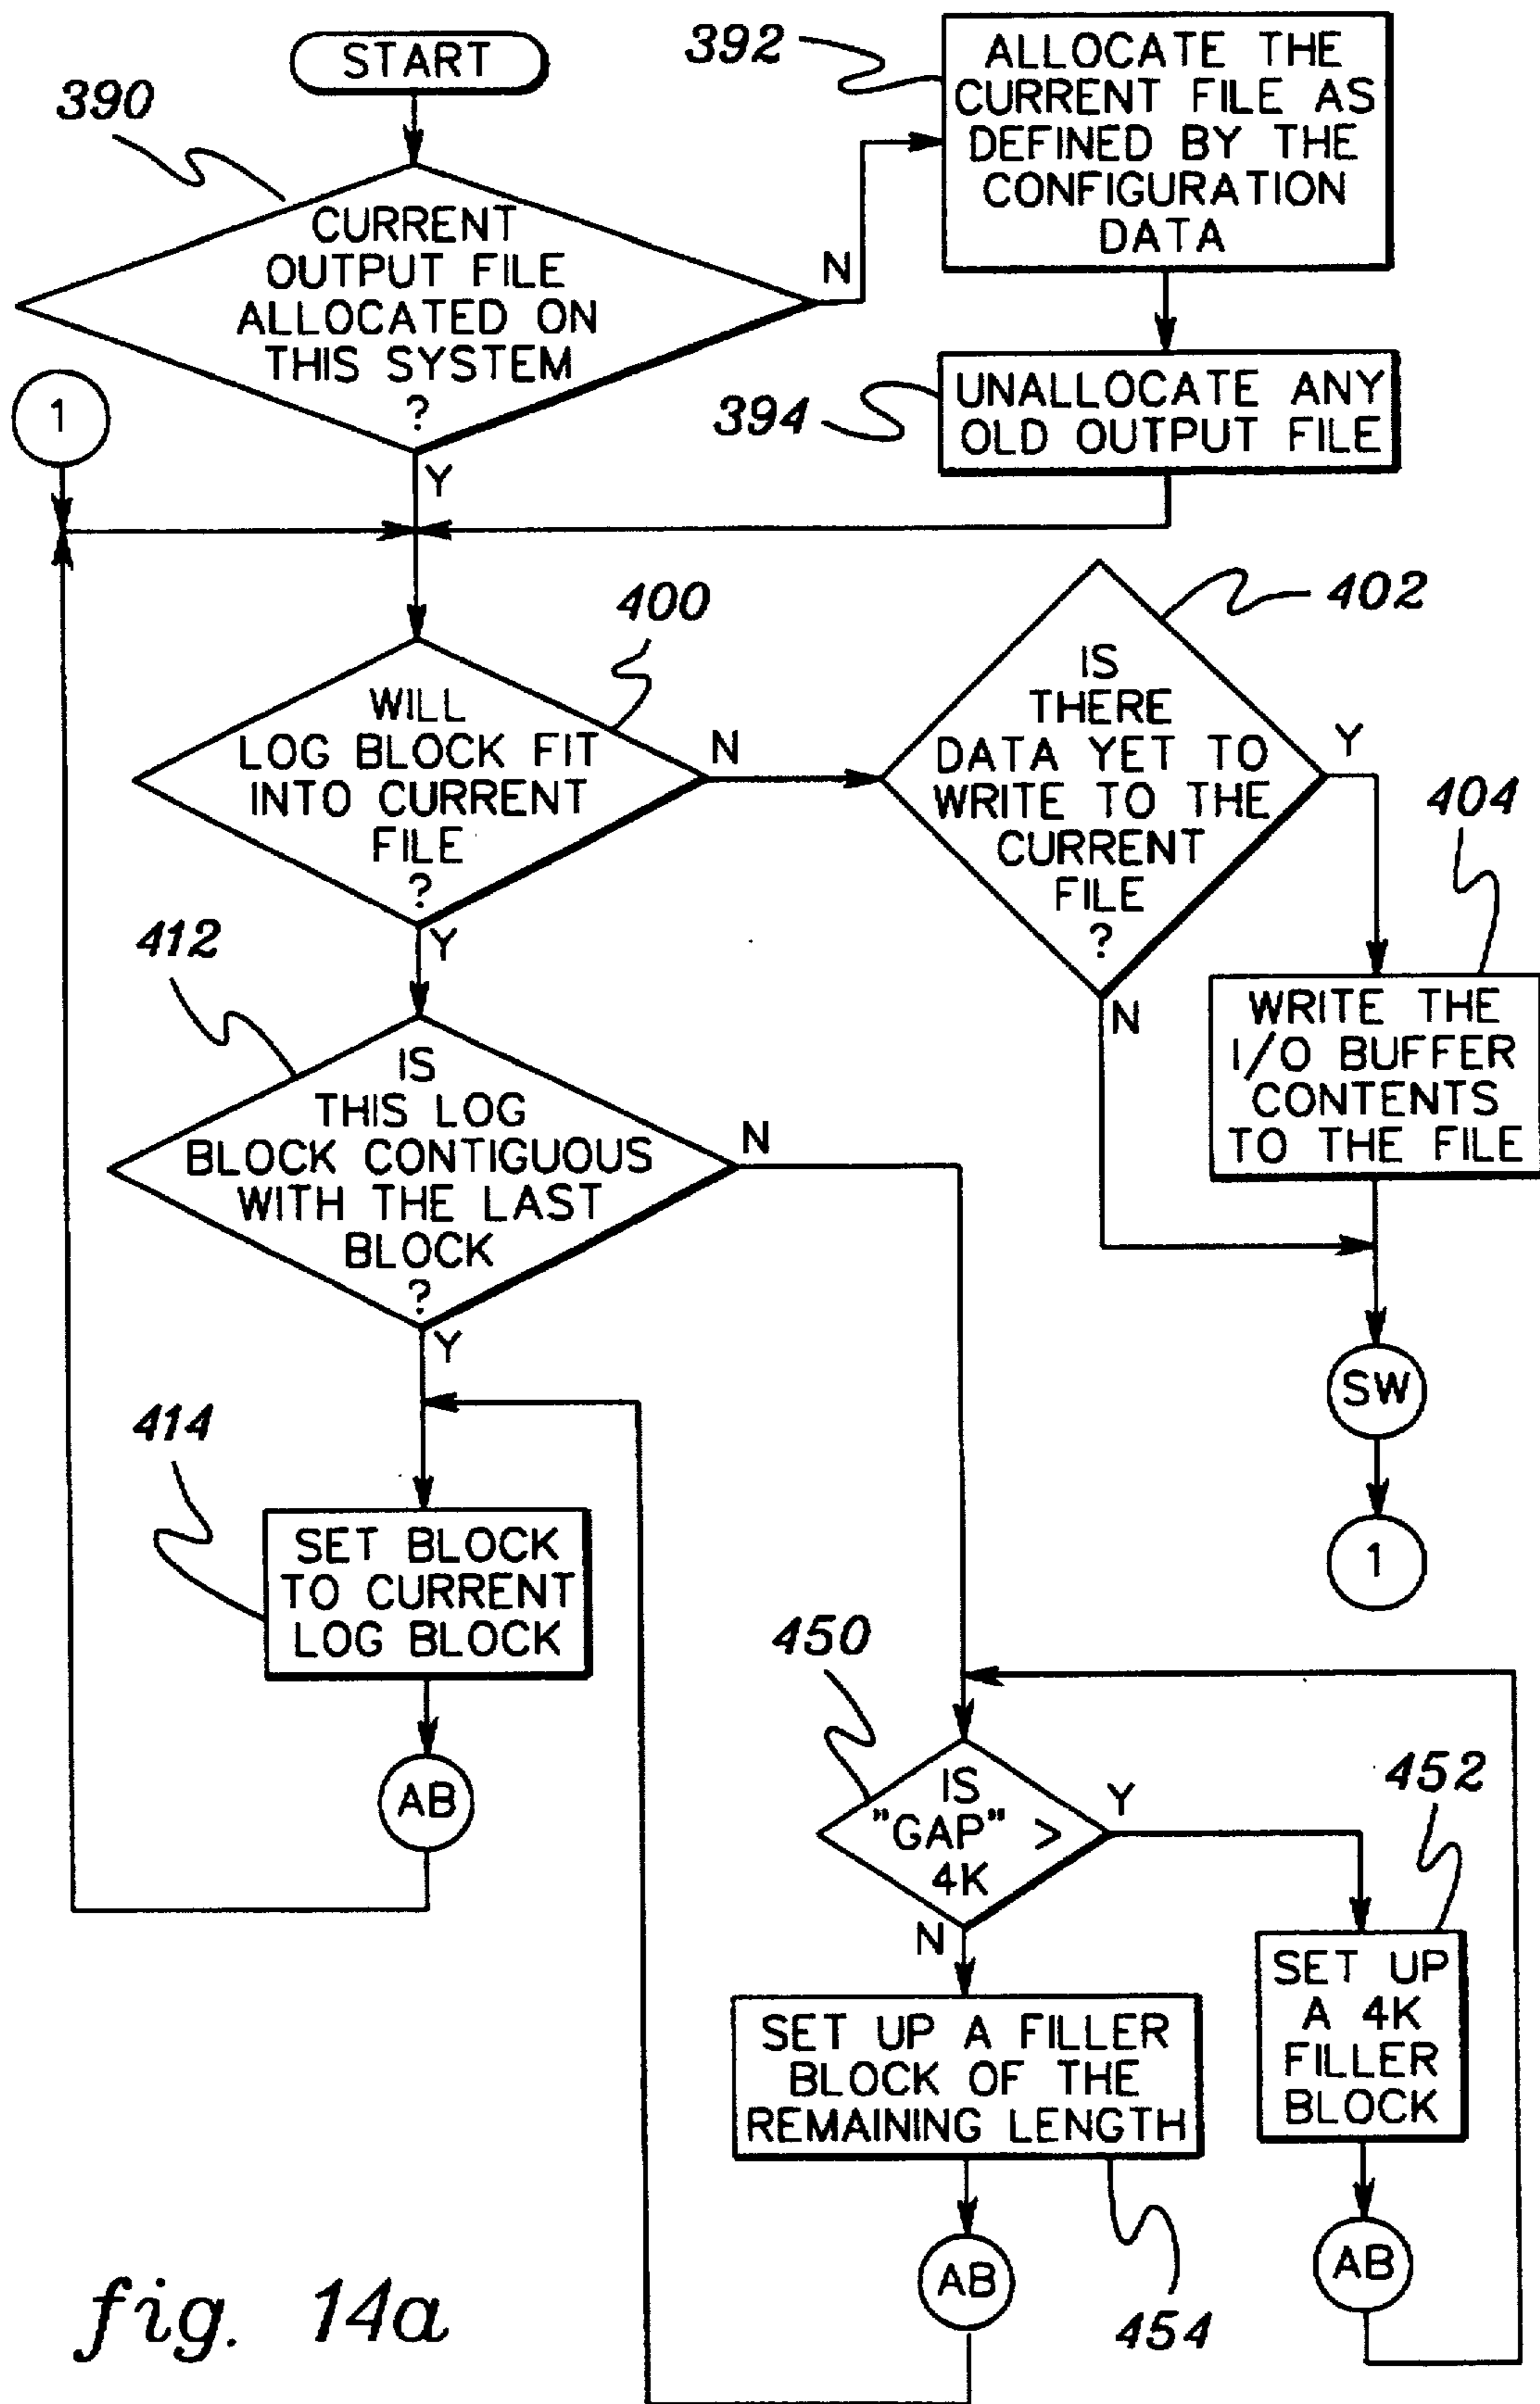 START
390
CURRENT
OUTPUT FILE
ALLOCATED ON
THIS SYSTEM
?
N
Y
392
ALLOCATE THE
CURRENT FILE AS
DEFINED BY THE
CONFIGURATION
DATA
394
UNALLOCATE ANY
OLD OUTPUT FILE
1
400
WILL
LOG BLOCK FIT
INTO CURRENT
FILE
?
N
Y
402
IS
THERE
DATA YET TO
WRITE TO THE
CURRENT
FILE
?
Y
N
404
WRITE THE
I/O BUFFER
CONTENTS
TO THE FILE
SW
1
412
IS
THIS LOG
BLOCK CONTIGUOUS
WITH THE LAST
BLOCK
?
N
Y
414
SET BLOCK
TO CURRENT
LOG BLOCK
AB
450
IS
"GAP" >
4K
Y
N
452
SET UP
A 4K
FILLER
BLOCK
AB
SET UP A FILLER
BLOCK OF THE
REMAINING LENGTH
454
AB
fig. 14a